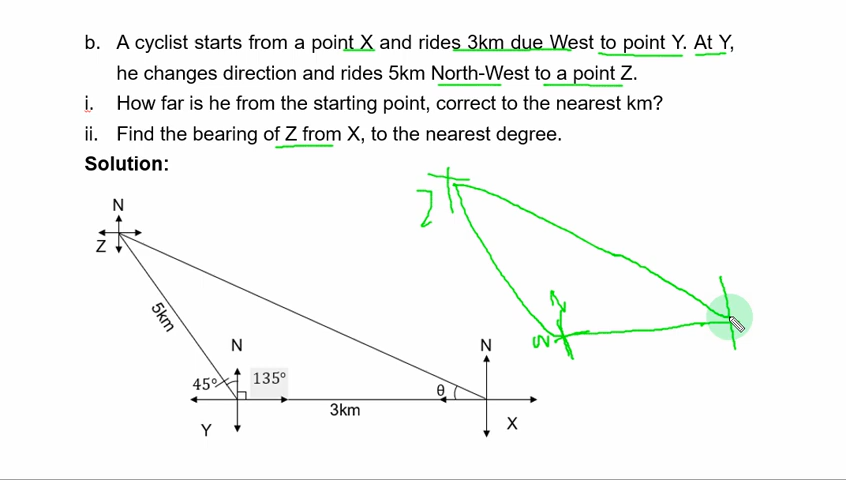 b. A cyclist starts from a point X and rides 3km due West to point Y. At Y,
he changes direction and rides 5km North-West to a point Z.
i. How far is he from the starting point, correct to the nearest km?
ii. Find the bearing of Z from X, to the nearest degree.
Solution:
N
Z
5km
N
45° 135°
Y
3km
θ
N
X
Z